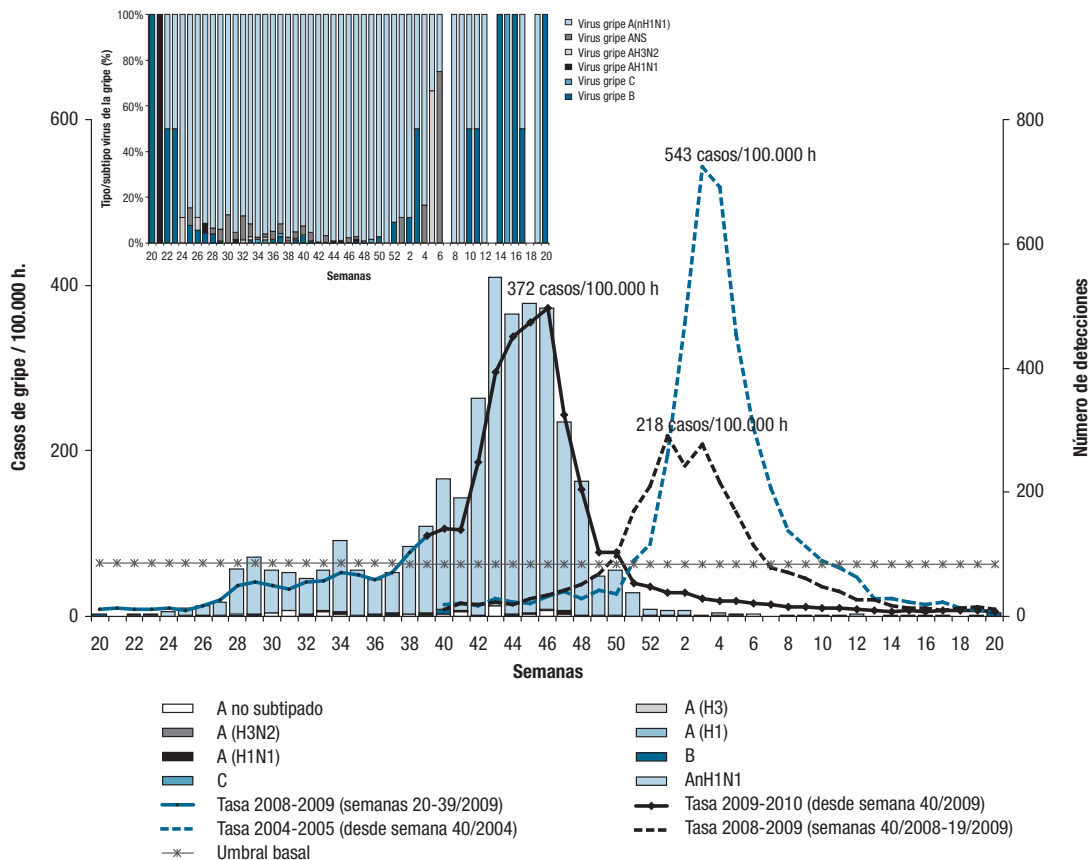 100%
80%
60%
40%
20%
0%
Tipo/subtipo virus de la gripe (%)
20 22 24 26 28 30 32 34 36 38 40 42 44 46 48 50 52 2 4 6 8 10 12 14 16 18 20
Semanas
Virus gripe A(nH1N1)
Virus gripe ANS
Virus gripe AH3N2
Virus gripe AH1N1
Virus gripe C
Virus gripe B
600
400
200
0
Casos de gripe / 100.000 h.
800
600
400
200
0
Número de detecciones
543 casos/100.000 h
372 casos/100.000 h
218 casos/100.000 h
20 22 24 26 28 30 32 34 36 38 40 42 44 46 48 50 52 2 4 6 8 10 12 14 16 18 20
Semanas
A no subtipado
A (H3N2)
A (H1N1)
C
Tasa 2008-2009 (semanas 20-39/2009)
Tasa 2004-2005 (desde semana 40/2004)
Umbral basal
A (H3)
A (H1)
B
AnH1N1
Tasa 2009-2010 (desde semana 40/2009)
Tasa 2008-2009 (semanas 40/2008-19/2009)